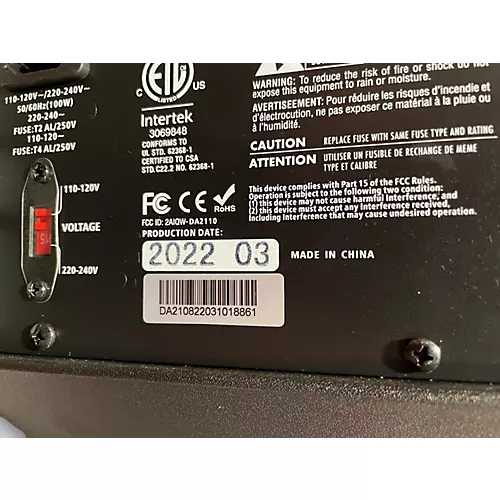 110-120V~/220-240V~
50/60Hz(100W)
220-240~
FUSE:T2 AL/250V
110-120~
FUSE:T4 AL/250V
110-120V
VOLTAGE
115
220-240V
C US
LISTED
Intertek
3069848
CONFORMS TO
UL STD. 62368-1
CERTIFIED TO CSA
STD.C22.2 NO. 62368-1
WARNING: To reduce the risk of fire or shock, do not
expose this equipment to rain or moisture.
AVERTISSEMENT: Pour réduire les risques d'incendie et
d'électrocution, ne pas exposer ce matériel à la pluie ou
à l'humidité.
CAUTION REPLACE FUSE WITH SAME FUSE TYPE AND RATING
ATTENTION UTILISER UN FUSIBLE DE RECHANGE DE MEME
TYPE ET CALIBRE
This device complies with Part 15 of the FCC Rules.
Operation is subject to the following two condition:
(1) this device may not cause harmful Interference, and
(2) this device must accept any interference received,
Including Interference that may cause undesired operation.
FC CE RoHS
FCC ID: 2AIQW-DA2110
PRODUCTION DATE:
2022 03
MADE IN CHINA
DA210822031018861